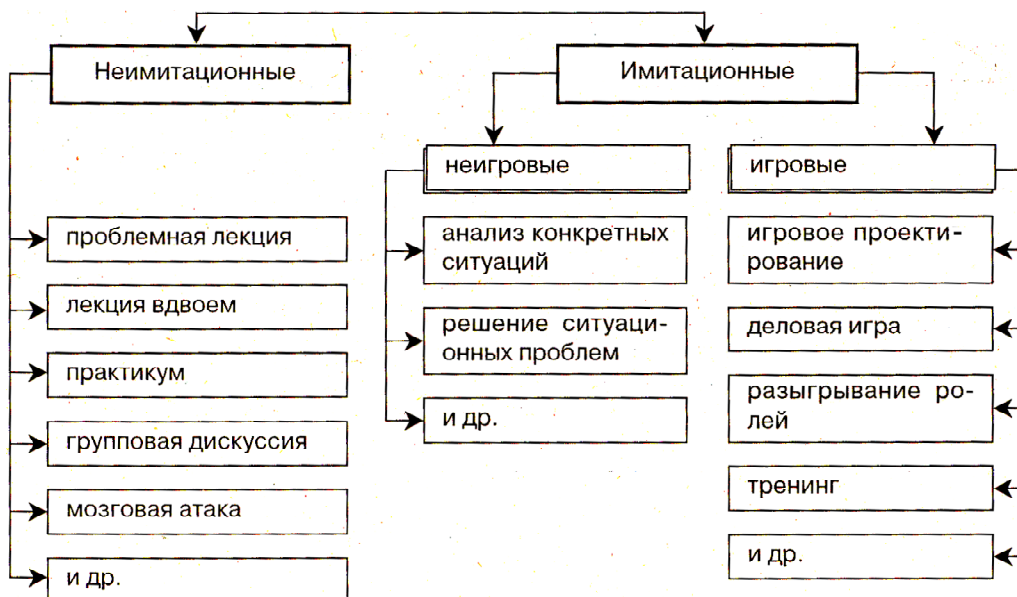 Неимитационные
Имитационные
неигровые
игровые
проблемная лекция
лекция вдвоем
практикум
групповая дискуссия
мозговая атака
и др.
анализ конкретных
ситуаций
решение ситуаци-
онных проблем
и др.
игровое проекти-
рование
деловая игра
разыгрывание ро-
лей
тренинг
и др.